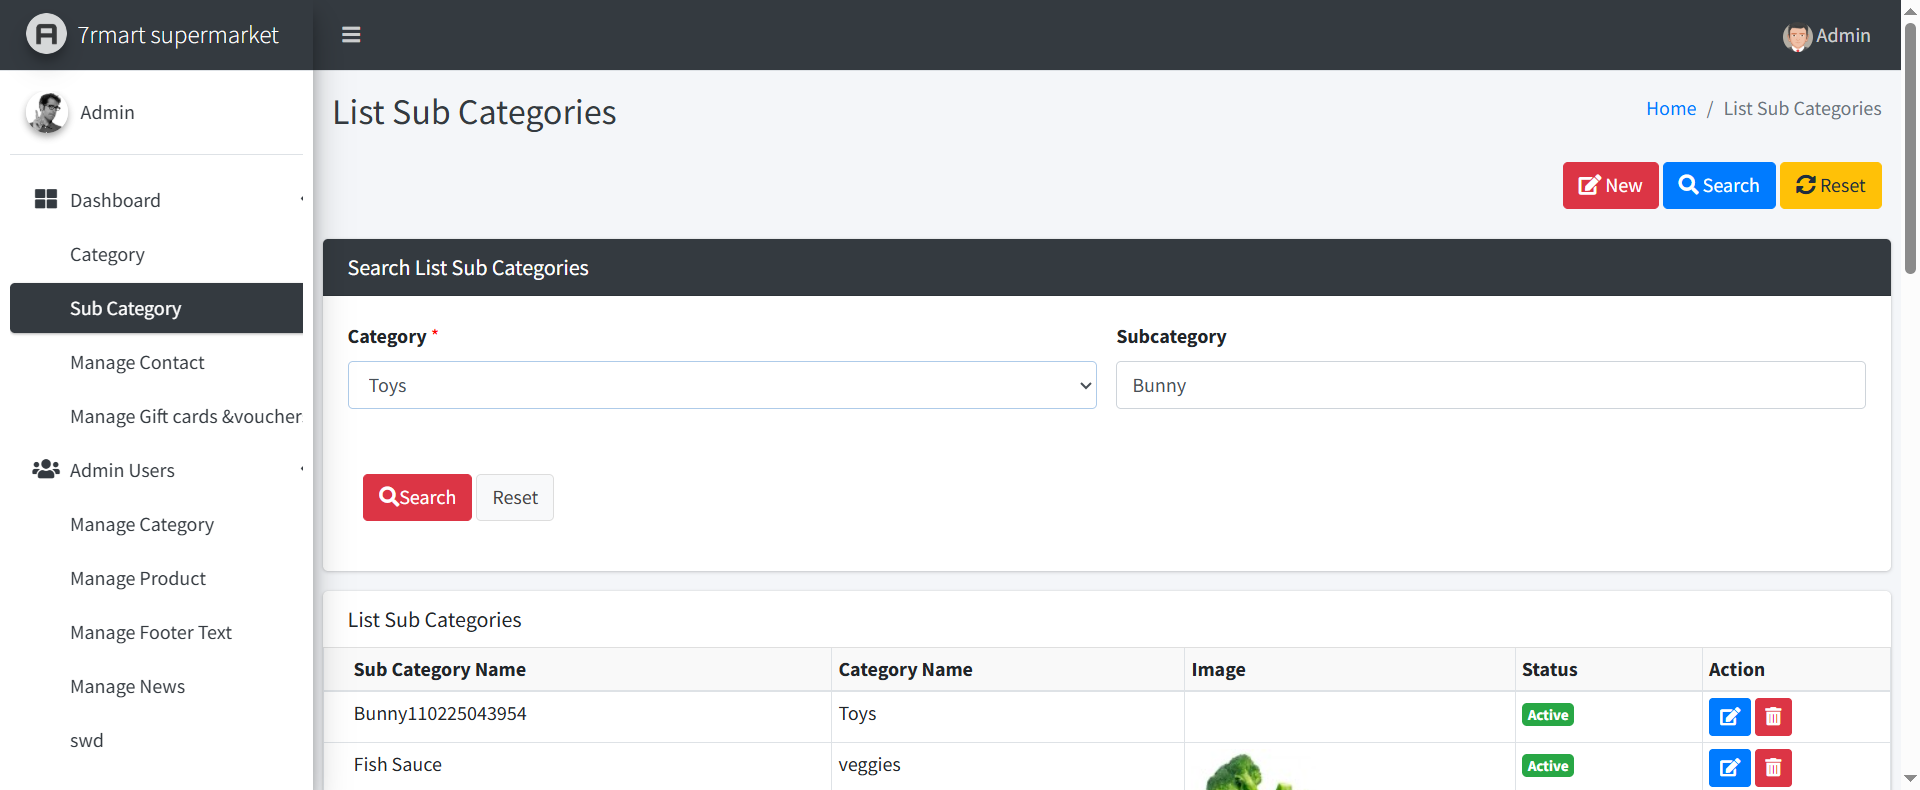 7rmart supermarket
Admin
Admin
List Sub Categories
Home / List Sub Categories
Dashboard
New
Search
Reset
Category
Sub Category
Manage Contact
Manage Gift cards &voucher
Admin Users
Manage Category
Manage Product
Manage Footer Text
Manage News
swd
Search List Sub Categories
Category *
Subcategory
Toys
Bunny
Search
Reset
List Sub Categories
Sub Category Name Category Name Image Status Action
Bunny110225043954 Toys Active
Fish Sauce veggies Active